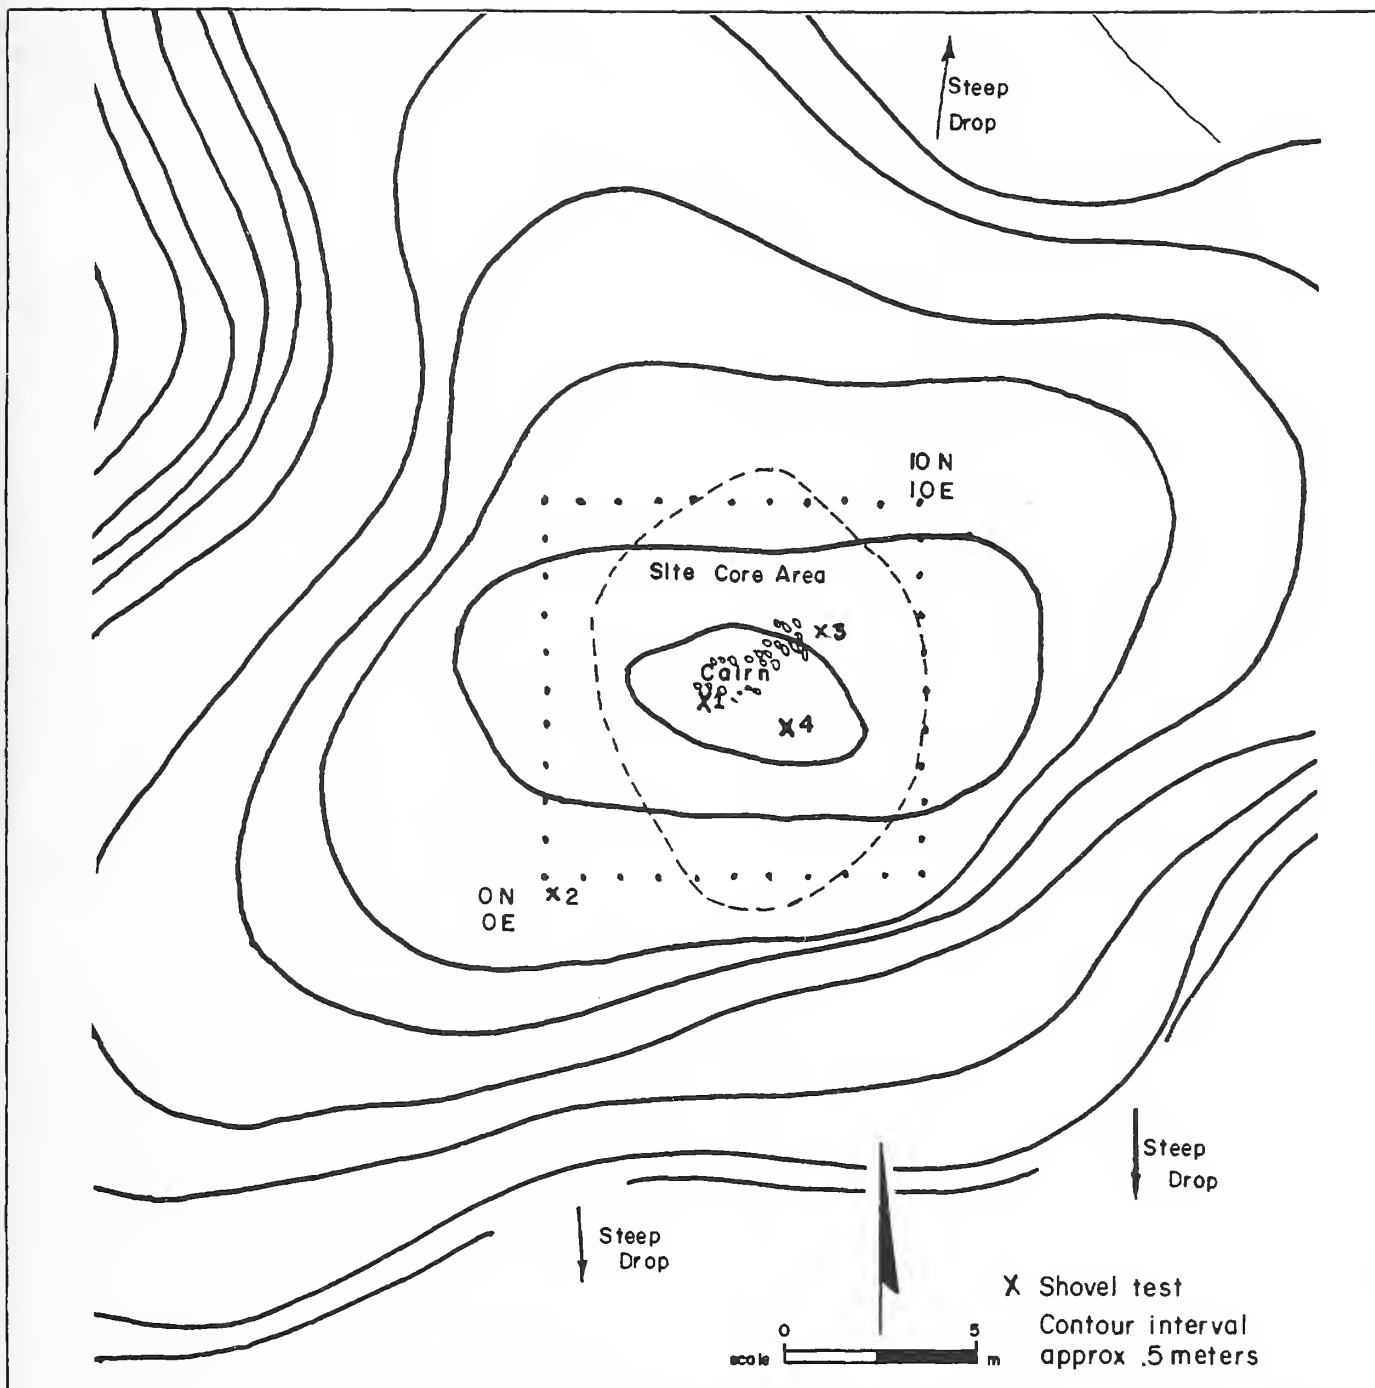 Steep
Drop
10 N
10 E
Site Core Area
x3
Cairn
x1
x4
0 N x2
0 E
Steep
Drop
Steep
Drop
X Shovel test
Contour interval
approx .5 meters
0 5
scale m